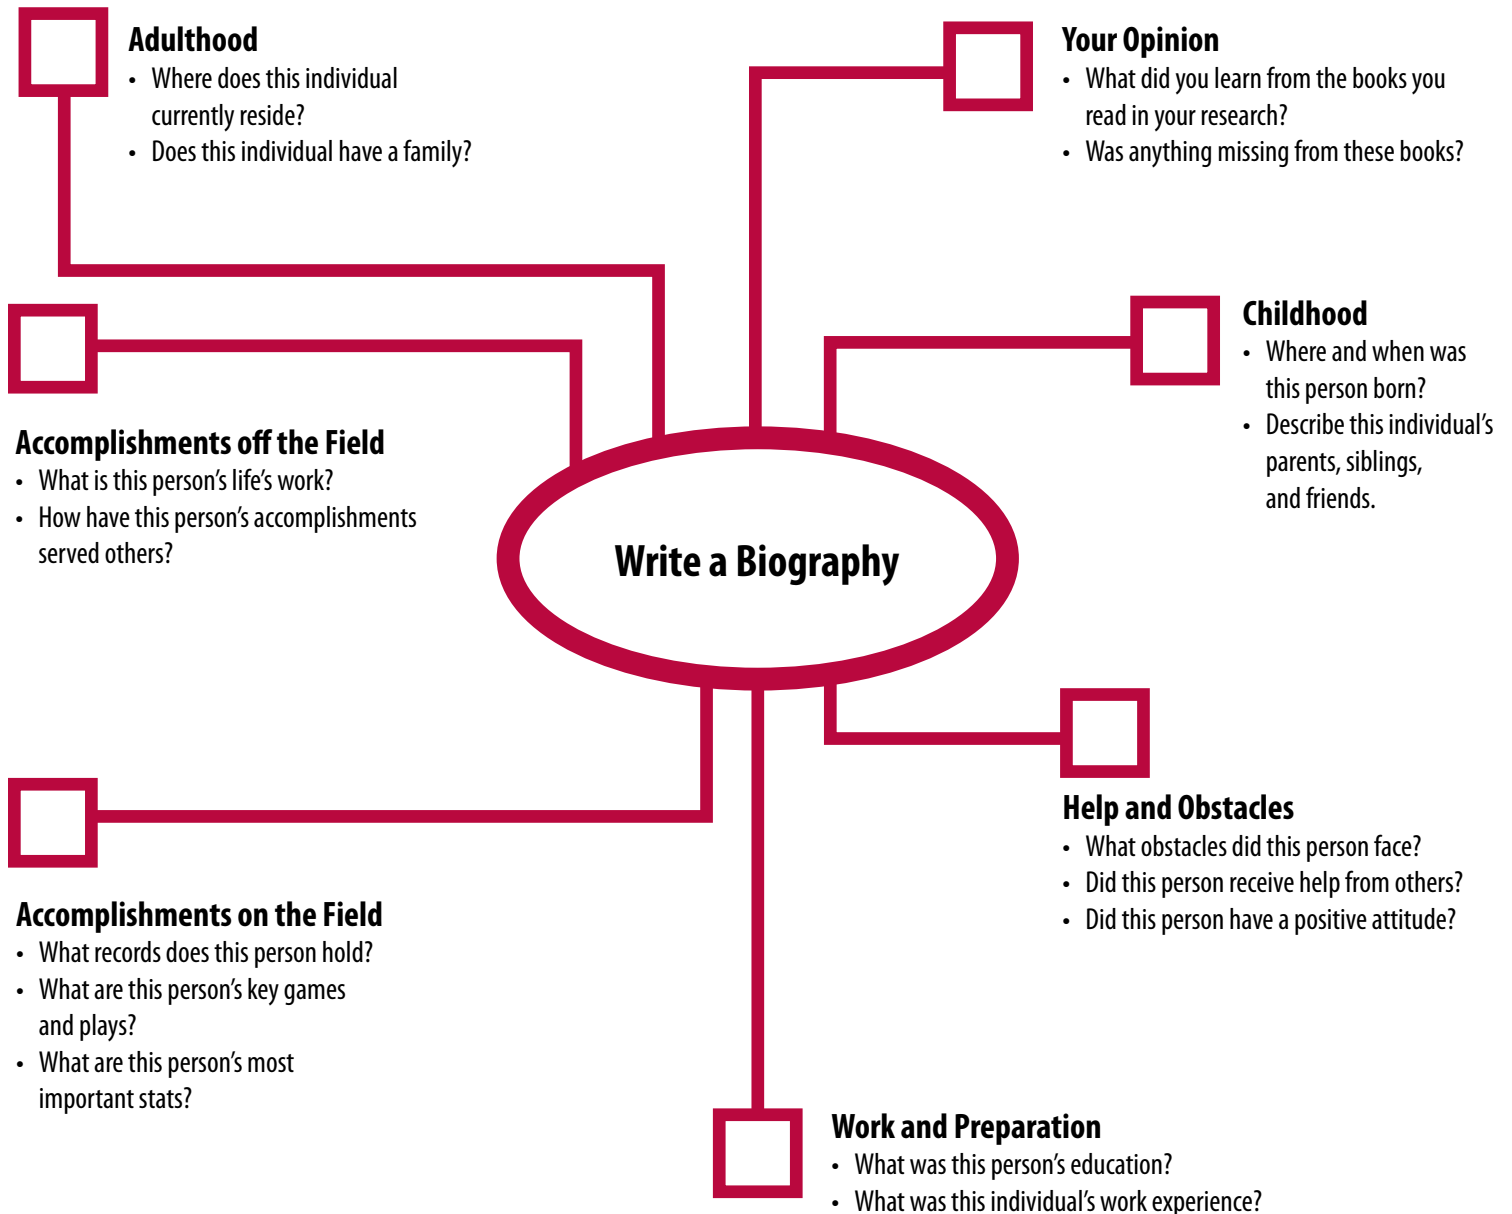 Adulthood
• Where does this individual
currently reside?
• Does this individual have a family?
Your Opinion
• What did you learn from the books you
read in your research?
• Was anything missing from these books?
Childhood
• Where and when was
this person born?
• Describe this individual’s
parents, siblings,
and friends.
Accomplishments off the Field
• What is this person’s life’s work?
• How have this person’s accomplishments
served others?
Write a Biography
Help and Obstacles
• What obstacles did this person face?
• Did this person receive help from others?
• Did this person have a positive attitude?
Accomplishments on the Field
• What records does this person hold?
• What are this person’s key games
and plays?
• What are this person’s most
important stats?
Work and Preparation
• What was this person’s education?
• What was this individual’s work experience?